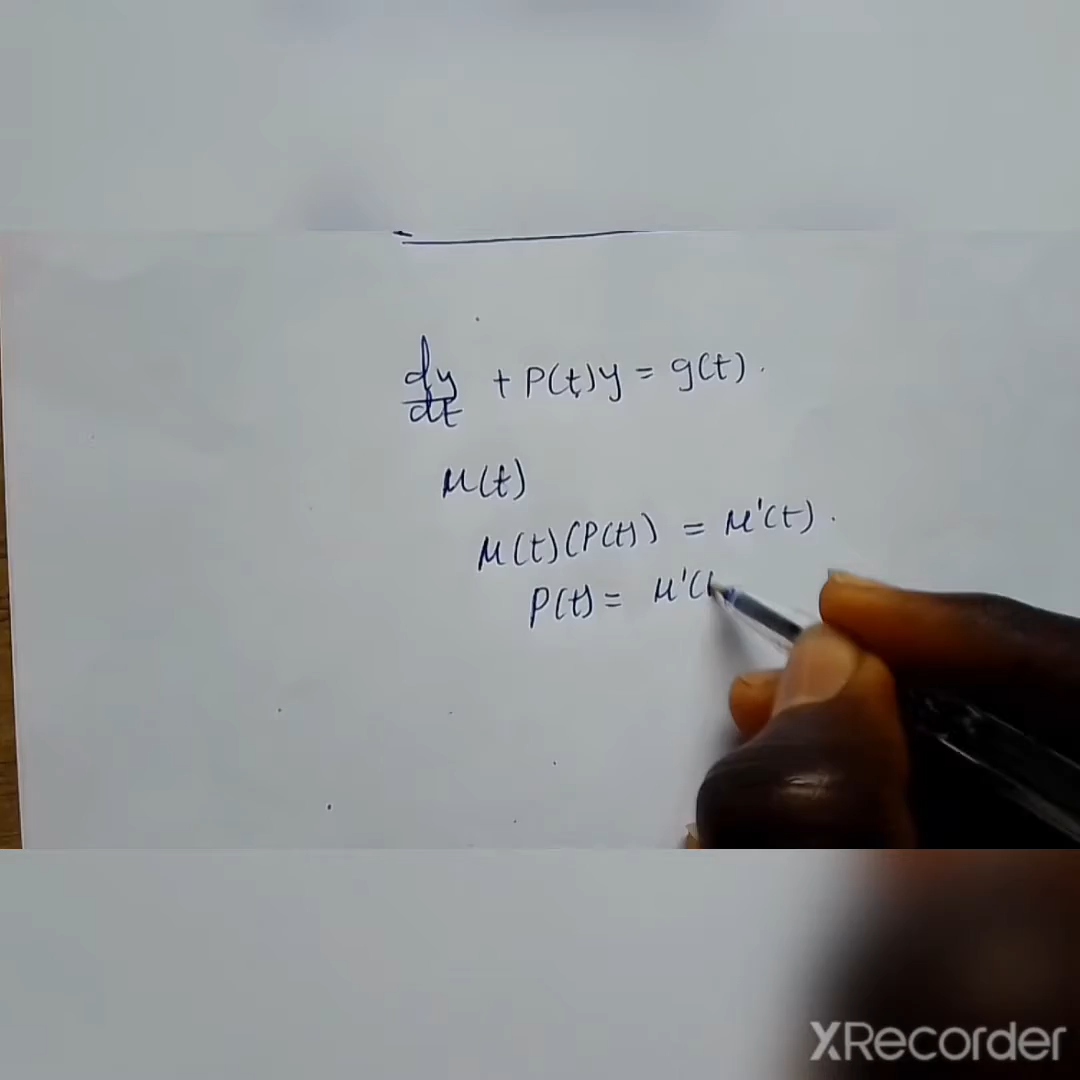 dy/dt + P(t)y = g(t).
μ(t)
μ(t)(P(t)) = μ'(t).
P(t) = μ'(t
XRecorder